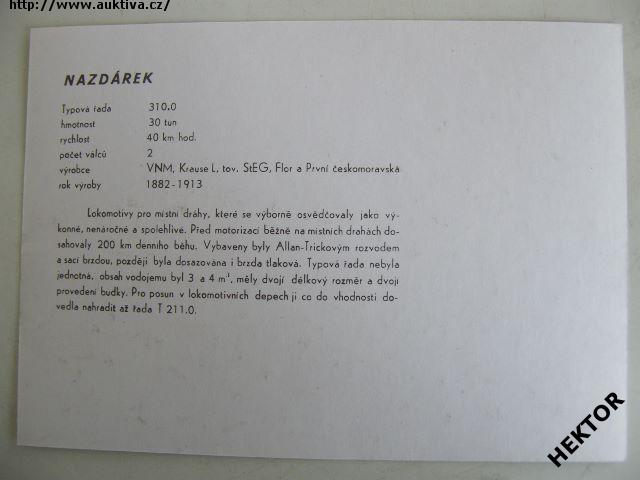 http://www.auktiva.cz/
NAZDÁREK
Typová řada 310.0
hmotnost 30 tun
rychlost 40 km hod.
počet válců 2
výrobce VNM, Krause L, tov. StEG, Flor a První českomoravská
rok výroby 1882-1913
Lokomotivy pro místní dráhy, které se výborně osvědčovaly jako vý-
konné, nenáročné a spolehlivé. Před motorizací běžně na místních drahách do-
sahovaly 200 km denního běhu. Vybaveny byly Allan-Trickovým rozvodem
a sací brzdou, později byla dosazována i brzda tlaková. Typová řada nebyla
jednotná, obsah vodojemu byl 3 a 4 m³, měly dvojí délkový rozměr a dvojí
provedení budky. Pro posun v lokomotivních depech ji co do vhodnosti do-
vedla nahradit až řada T 211.0.
HEKTOR